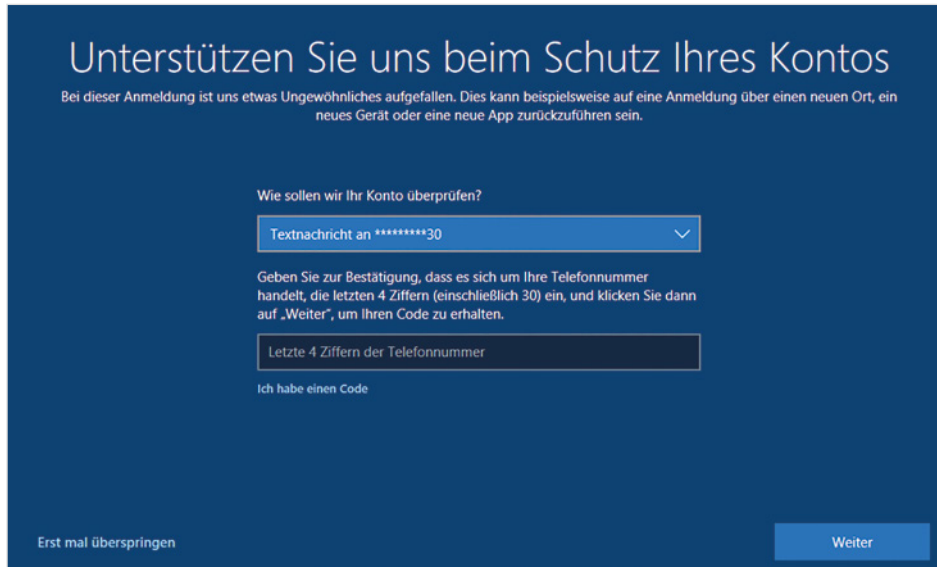 Unterstützen Sie uns beim Schutz Ihres Kontos
Bei dieser Anmeldung ist uns etwas Ungewöhnliches aufgefallen. Dies kann beispielsweise auf eine Anmeldung über einen neuen Ort, ein
neues Gerät oder eine neue App zurückzuführen sein.
Wie sollen wir Ihr Konto überprüfen?
Textnachricht an *********30
Geben Sie zur Bestätigung, dass es sich um Ihre Telefonnummer
handelt, die letzten 4 Ziffern (einschließlich 30) ein, und klicken Sie dann
auf „Weiter“, um Ihren Code zu erhalten.
Letzte 4 Ziffern der Telefonnummer
Ich habe einen Code
Erst mal überspringen
Weiter